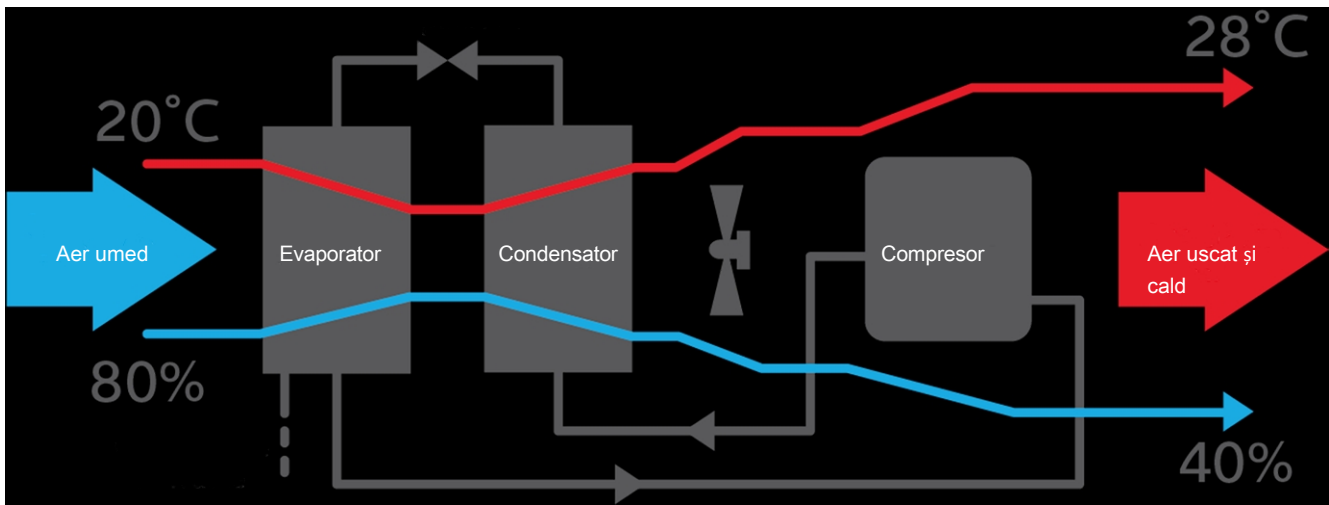 28°C
20°C
Aer umed
Evaporator
Condensator
Compresor
Aer uscat și
cald
80%
40%